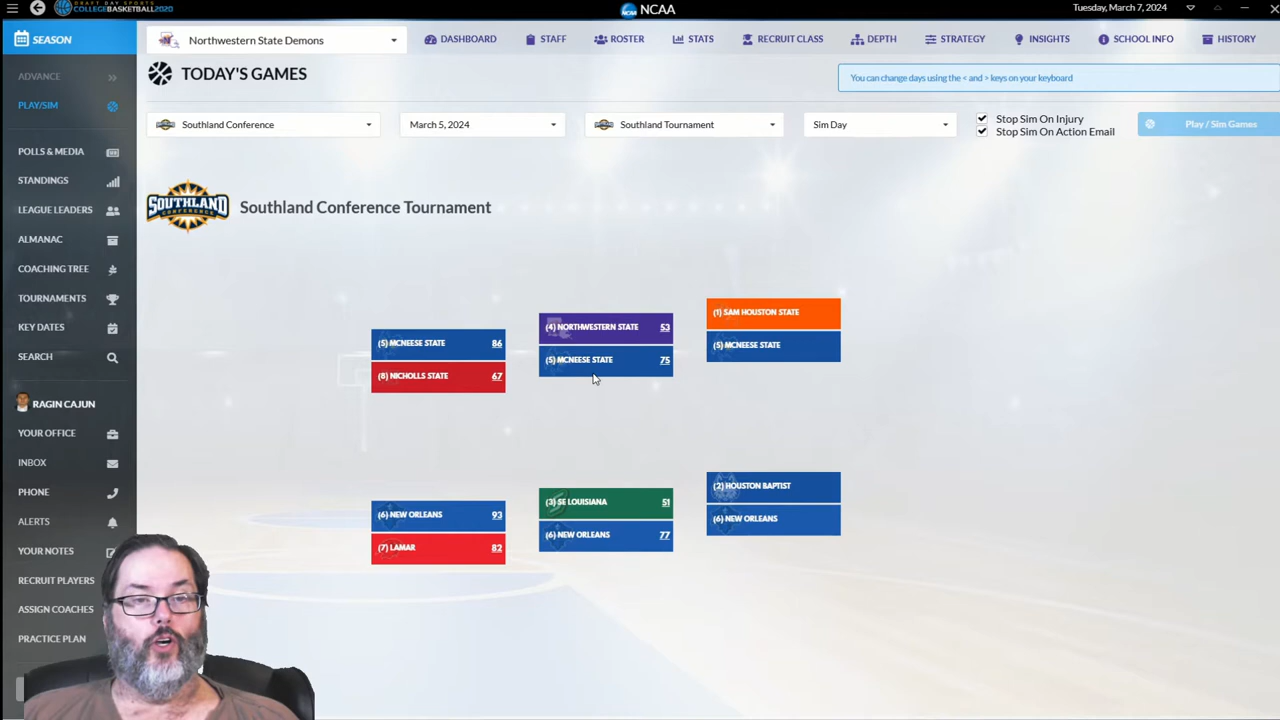 DRAFT DAY SPORTS
COLLEGE BASKETBALL 2020
NCAA
Tuesday, March 7, 2024
SEASON
Northwestern State Demons
DASHBOARD
STAFF
ROSTER
STATS
RECRUIT CLASS
DEPTH
STRATEGY
INSIGHTS
SCHOOL INFO
HISTORY
ADVANCE
TODAY'S GAMES
You can change days using the < and > keys on your keyboard
PLAY/SIM
Southland Conference
March 5, 2024
Southland Tournament
Sim Day
Stop Sim On Injury
Stop Sim On Action Email
Play / Sim Games
POLLS & MEDIA
STANDINGS
LEAGUE LEADERS
ALMANAC
COACHING TREE
TOURNAMENTS
KEY DATES
SEARCH
RAGIN CAJUN
YOUR OFFICE
INBOX
PHONE
ALERTS
YOUR NOTES
RECRUIT PLAYERS
ASSIGN COACHES
PRACTICE PLAN
SOUTHLAND
CONFERENCE
Southland Conference Tournament
(5) MCNEESE STATE 86
(8) NICHOLLS STATE 67
(4) NORTHWESTERN STATE 53
(5) MCNEESE STATE 75
(1) SAM HOUSTON STATE
(5) MCNEESE STATE
(6) NEW ORLEANS 93
(7) LAMAR 82
(3) SE LOUISIANA 51
(6) NEW ORLEANS 77
(2) HOUSTON BAPTIST
(6) NEW ORLEANS